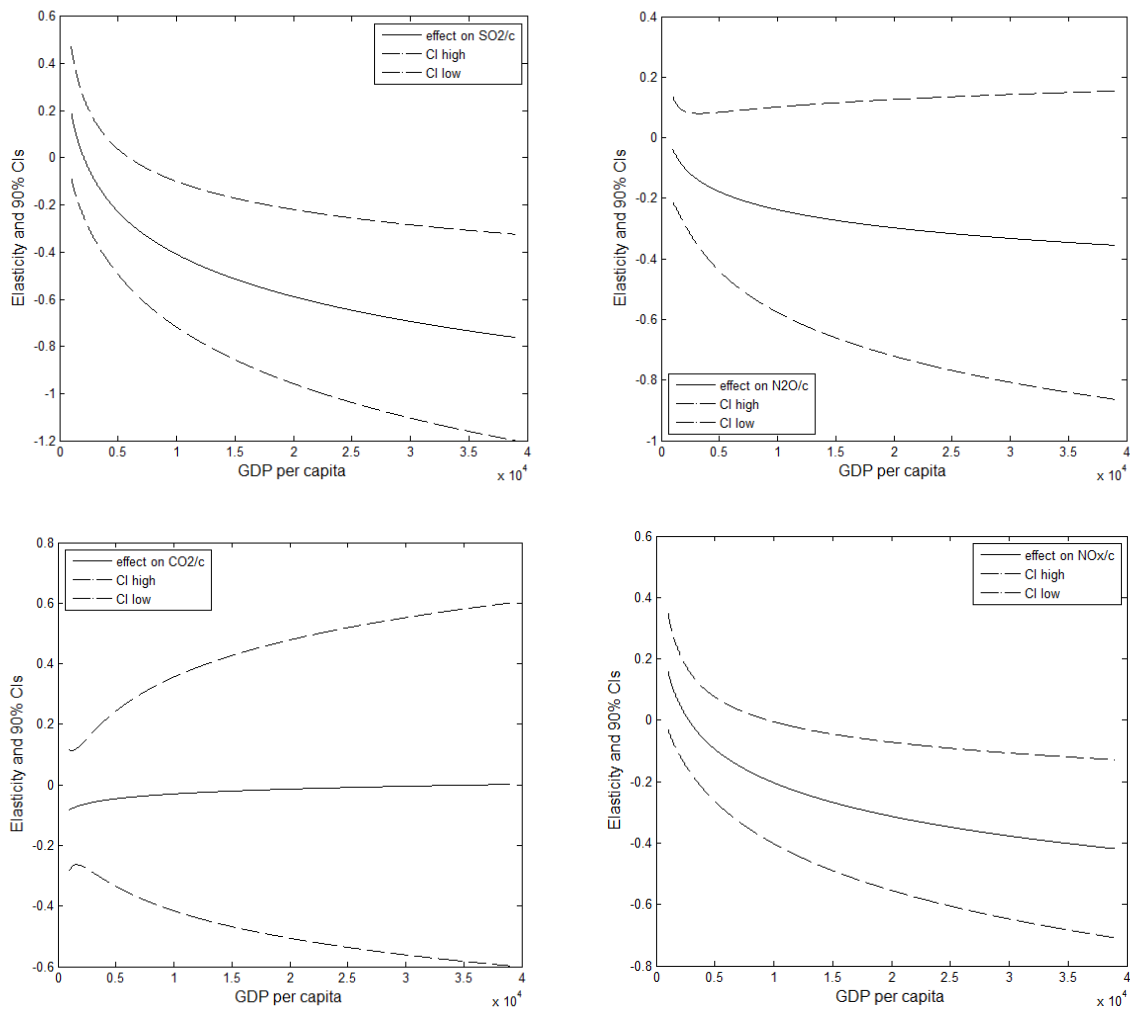 0.6
0.4
0.2
0
-0.2
-0.4
-0.6
-0.8
-1
-1.2
Elasticity and 90% CIs
effect on SO2/c
CI high
CI low
0 0.5 1 1.5 2 2.5 3 3.5 4
GDP per capita
x 10^4
0.4
0.2
0
-0.2
-0.4
-0.6
-0.8
-1
Elasticity and 90% CIs
effect on N2O/c
CI high
CI low
0 0.5 1 1.5 2 2.5 3 3.5 4
GDP per capita
x 10^4
0.8
0.6
0.4
0.2
0
-0.2
-0.4
-0.6
Elasticity and 90% CIs
effect on CO2/c
CI high
CI low
0 0.5 1 1.5 2 2.5 3 3.5 4
GDP per capita
x 10^4
0.6
0.4
0.2
0
-0.2
-0.4
-0.6
-0.8
Elasticity and 90% CIs
effect on NOx/c
CI high
CI low
0 0.5 1 1.5 2 2.5 3 3.5 4
GDP per capita
x 10^4